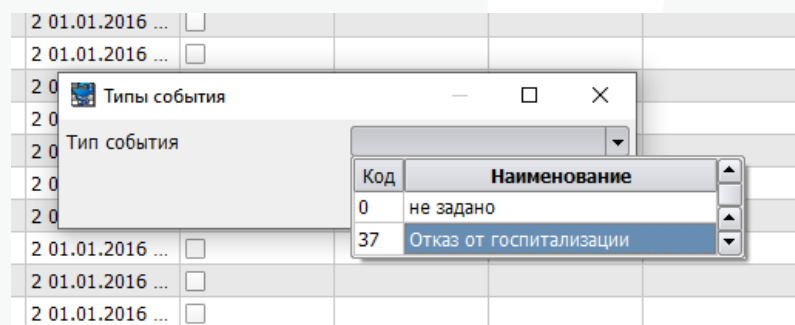 2 01.01.2016 ...
2 01.01.2016 ...
2 0
Типы события
2 0
Тип события
2 0
2 0
Код Наименование
0 не задано
2 0
37 Отказ от госпитализации
2 01.01.2016 ...
2 01.01.2016 ...
2 01.01.2016 ...